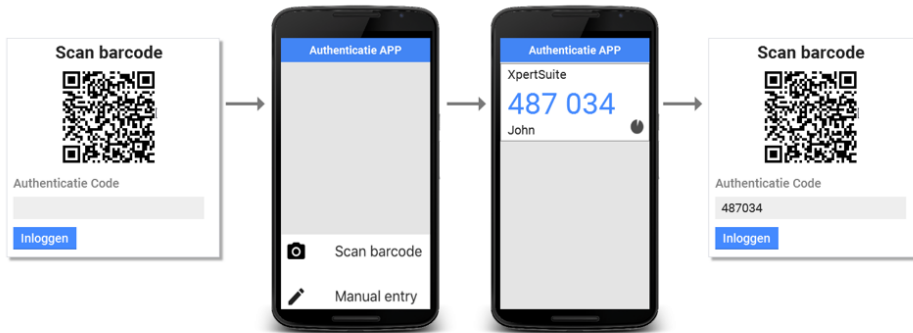 Scan barcode
Authenticatie Code
Inloggen
Authenticatie APP
Scan barcode
Manual entry
Authenticatie APP
XpertSuite
487 034
John
Scan barcode
Authenticatie Code
487034
Inloggen